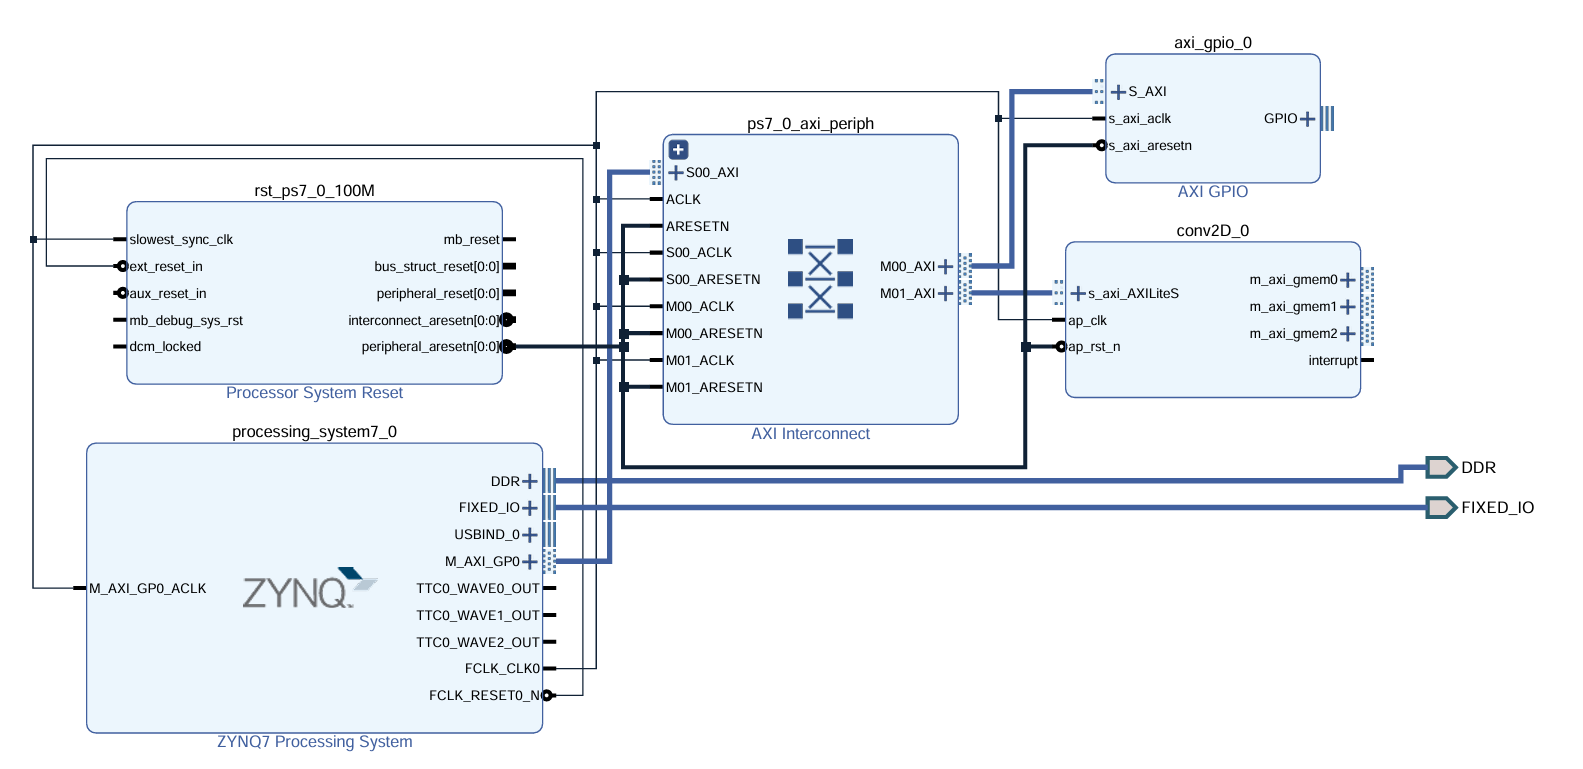 axi_gpio_0
S_AXI
s_axi_aclk
s_axi_aresetn
GPIO
AXI GPIO
ps7_0_axi_periph
S00_AXI
ACLK
ARESETN
S00_ACLK
S00_ARESETN
M00_ACLK
M00_ARESETN
M01_ACLK
M01_ARESETN
M00_AXI
M01_AXI
AXI Interconnect
rst_ps7_0_100M
slowest_sync_clk
ext_reset_in
aux_reset_in
mb_debug_sys_rst
dcm_locked
mb_reset
bus_struct_reset[0:0]
peripheral_reset[0:0]
interconnect_aresetn[0:0]
peripheral_aresetn[0:0]
Processor System Reset
conv2D_0
s_axi_AXILiteS
ap_clk
ap_rst_n
m_axi_gmem0
m_axi_gmem1
m_axi_gmem2
interrupt
processing_system7_0
M_AXI_GP0_ACLK
ZYNQ
DDR
FIXED_IO
USBIND_0
M_AXI_GP0
TTC0_WAVE0_OUT
TTC0_WAVE1_OUT
TTC0_WAVE2_OUT
FCLK_CLK0
FCLK_RESET0_N
ZYNQ7 Processing System
DDR
FIXED_IO